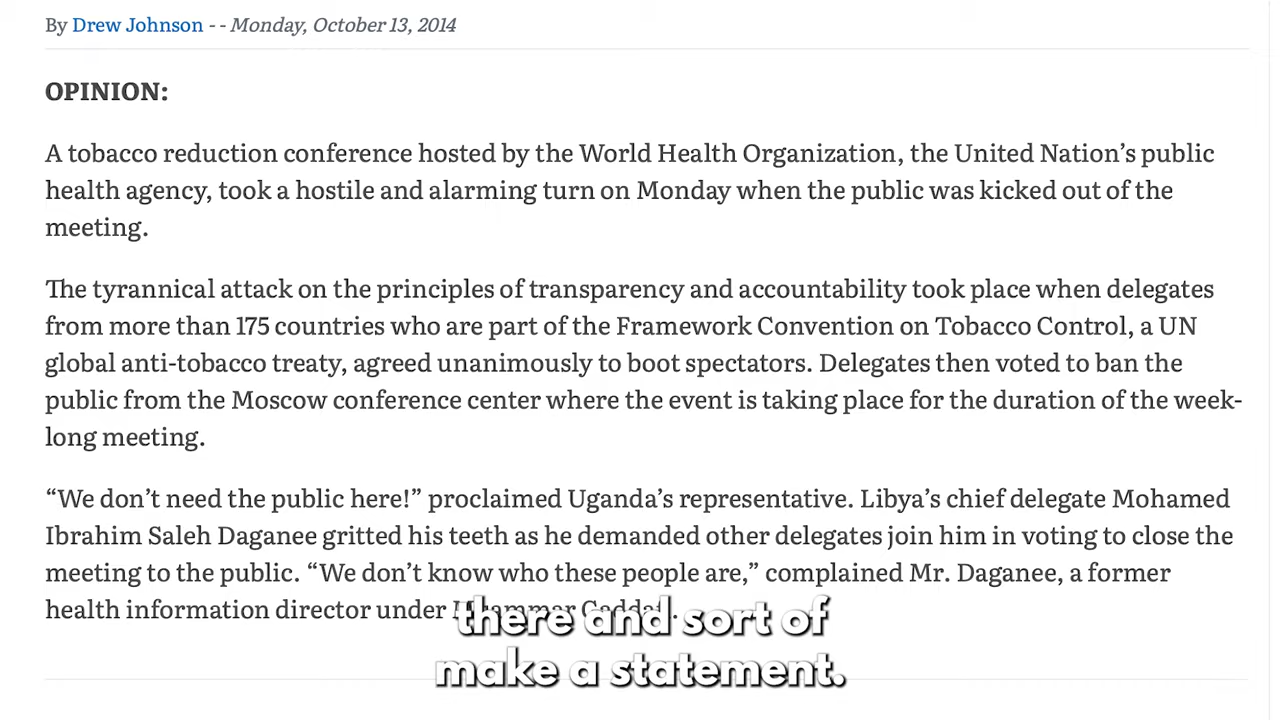 By Drew Johnson - - Monday, October 13, 2014
OPINION:
A tobacco reduction conference hosted by the World Health Organization, the United Nation’s public
health agency, took a hostile and alarming turn on Monday when the public was kicked out of the
meeting.
The tyrannical attack on the principles of transparency and accountability took place when delegates
from more than 175 countries who are part of the Framework Convention on Tobacco Control, a UN
global anti-tobacco treaty, agreed unanimously to boot spectators. Delegates then voted to ban the
public from the Moscow conference center where the event is taking place for the duration of the week-
long meeting.
“We don’t need the public here!” proclaimed Uganda’s representative. Libya’s chief delegate Mohamed
Ibrahim Saleh Daganee gritted his teeth as he demanded other delegates join him in voting to close the
meeting to the public. “We don’t know who these people are,” complained Mr. Daganee, a former
health information director under
there and sort of
make a statement.